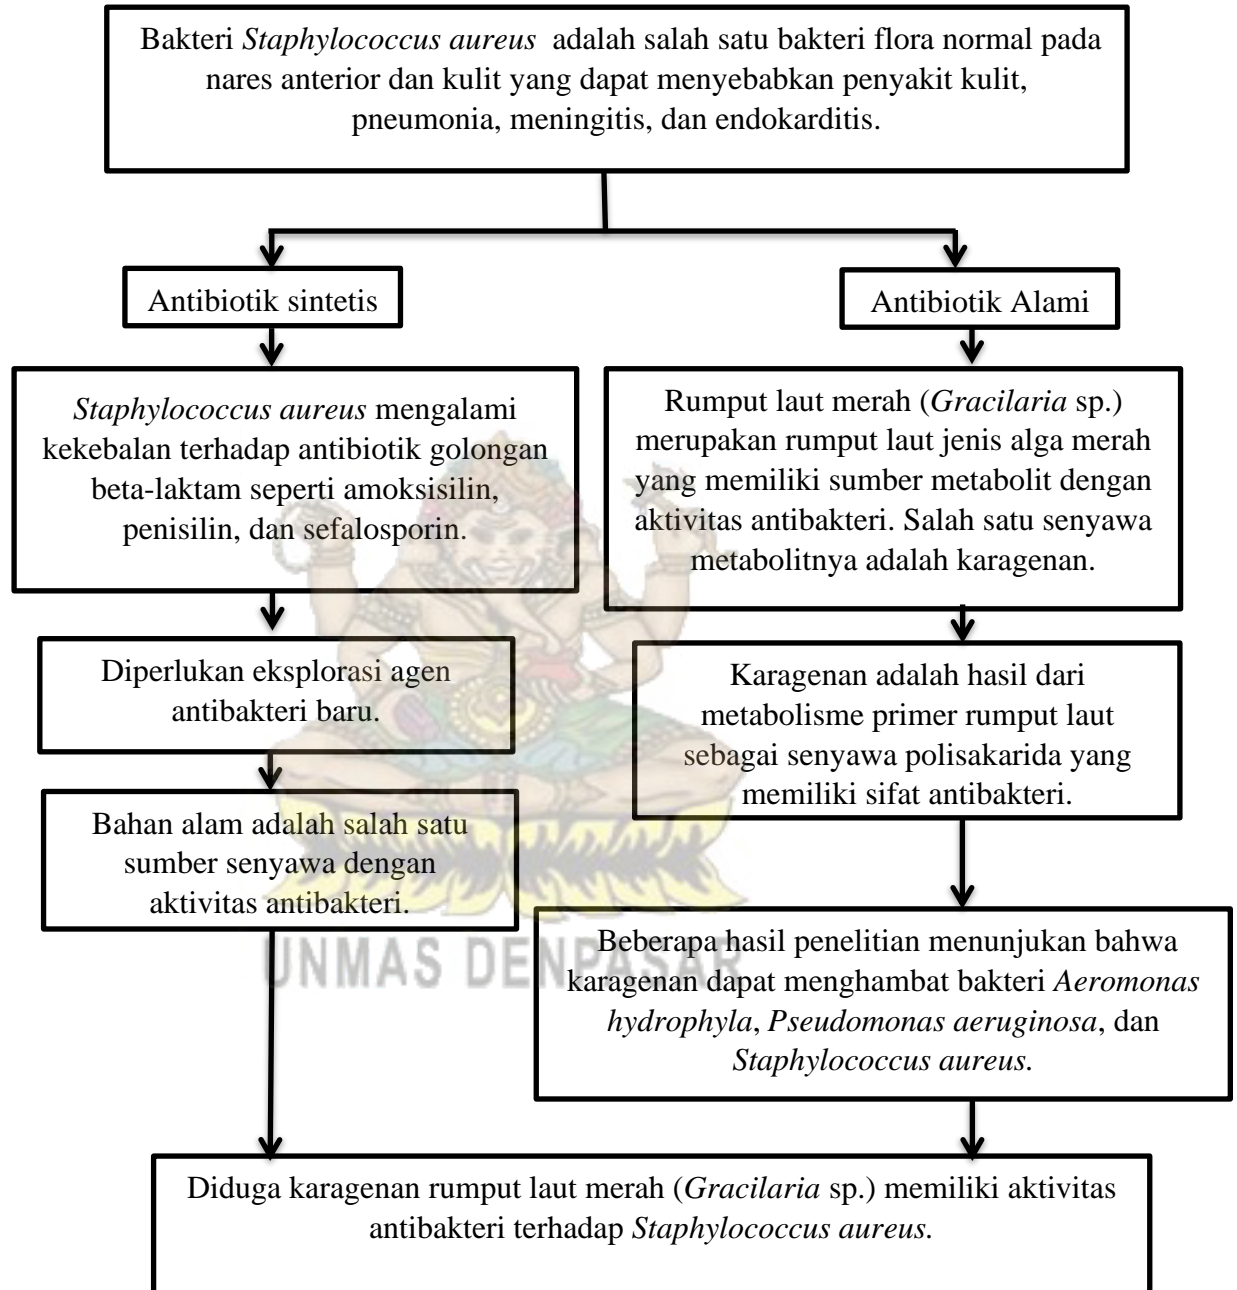 Bakteri Staphylococcus aureus adalah salah satu bakteri flora normal pada
nares anterior dan kulit yang dapat menyebabkan penyakit kulit,
pneumonia, meningitis, dan endokarditis.
Antibiotik sintetis
Antibiotik Alami
Staphylococcus aureus mengalami
kekebalan terhadap antibiotik golongan
beta-laktam seperti amoksisilin,
penisilin, dan sefalosporin.
Rumput laut merah (Gracilaria sp.)
merupakan rumput laut jenis alga merah
yang memiliki sumber metabolit dengan
aktivitas antibakteri. Salah satu senyawa
metabolitnya adalah karagenan.
Diperlukan eksplorasi agen
antibakteri baru.
Karagenan adalah hasil dari
metabolisme primer rumput laut
sebagai senyawa polisakarida yang
memiliki sifat antibakteri.
Bahan alam adalah salah satu
sumber senyawa dengan
aktivitas antibakteri.
Beberapa hasil penelitian menunjukan bahwa
karagenan dapat menghambat bakteri Aeromonas
hydrophyla, Pseudomonas aeruginosa, dan
Staphylococcus aureus.
UNMAS DENPASAR
Diduga karagenan rumput laut merah (Gracilaria sp.) memiliki aktivitas
antibakteri terhadap Staphylococcus aureus.